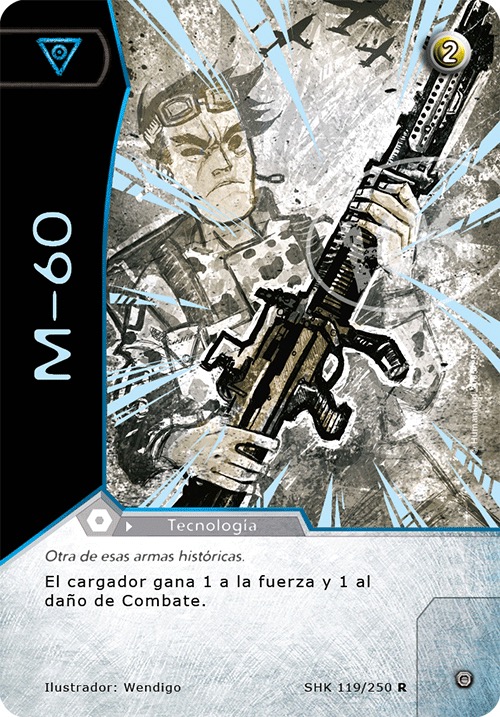 2
M-60
Tecnología
Otra de esas armas históricas.
El cargador gana 1 a la fuerza y 1 al
daño de Combate.
Ilustrador: Wendigo
SHK 119/250 R